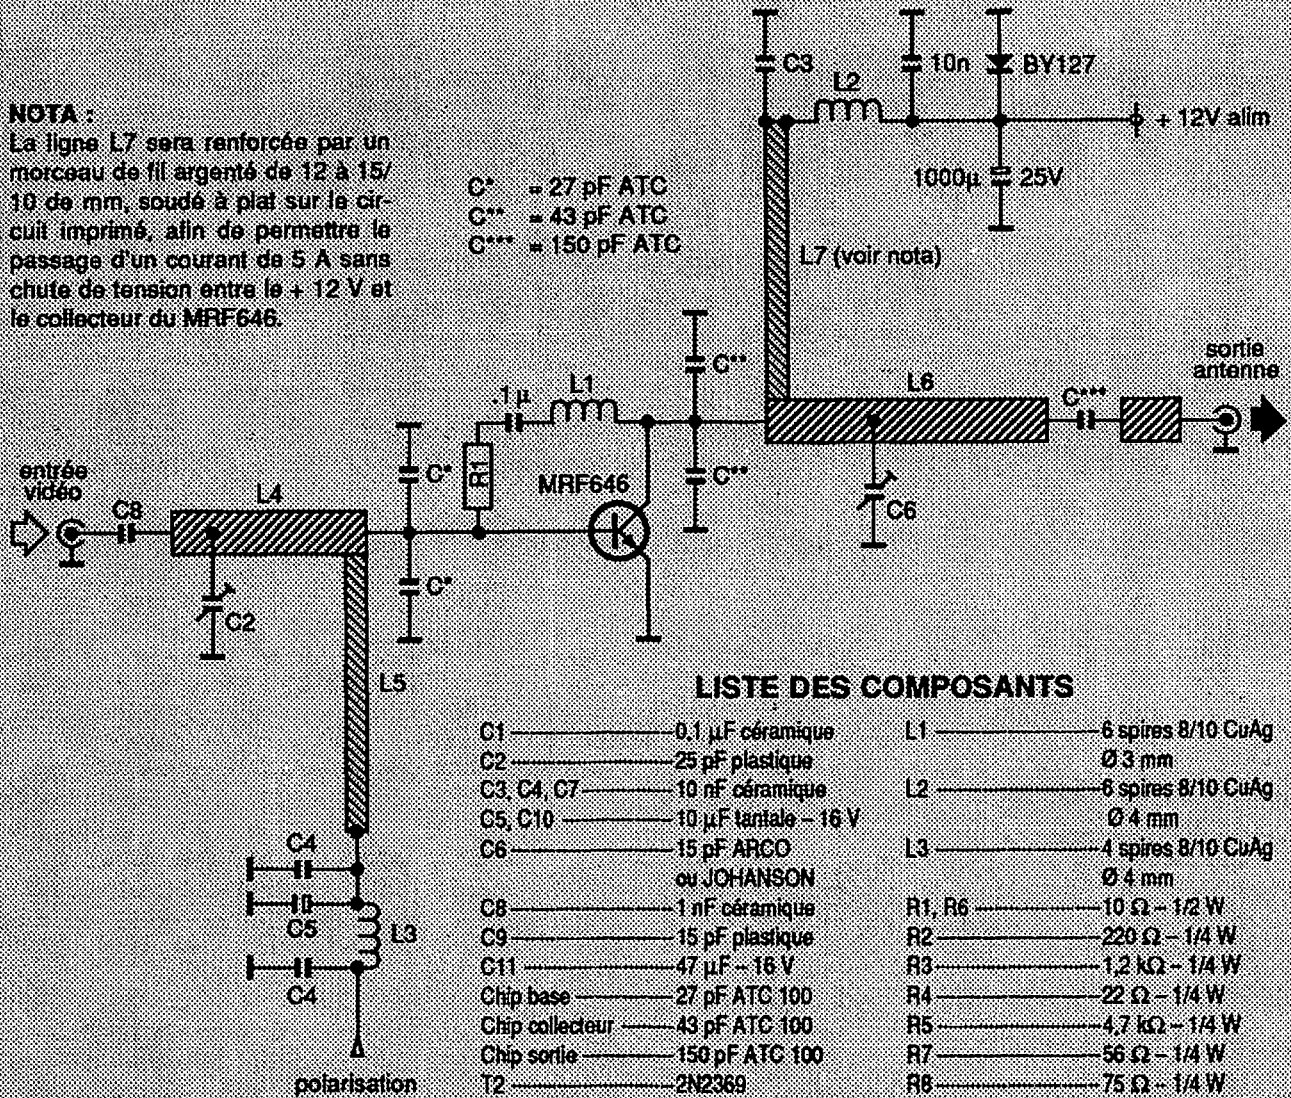 C3
L2
10n
BY127
+ 12V alim
1000µ
25V
NOTA :
La ligne L7 sera renforcée par un
morceau de fil argenté de 12 à 15/
10 de mm, soudé à plat sur le cir-
cuit imprimé, afin de permettre le
passage d'un courant de 5 A sans
chute de tension entre le + 12 V et
le collecteur du MRF646.
C* = 27 pF ATC
C** = 43 pF ATC
C*** = 150 pF ATC
L7 (voir nota)
sortie
antenne
C**
L6
C***
.1 µ
L1
R1
C*
C**
MRF646
C6
entrée
vidéo
C8
L4
C*
C2
L5
C4
C5
L3
C4
polarisation
LISTE DES COMPOSANTS
C1 0,1 µF céramique
C2 25 pF plastique
C3, C4, C7 10 nF céramique
C5, C10 10 µF tantale – 16 V
C6 15 pF ARCO
ou JOHANSON
C8 1 nF céramique
C9 15 pF plastique
C11 47 µF – 16 V
Chip base 27 pF ATC 100
Chip collecteur 43 pF ATC 100
Chip sortie 150 pF ATC 100
T2 2N2369
L1 6 spires 8/10 CuAg
Ø 3 mm
L2 6 spires 8/10 CuAg
Ø 4 mm
L3 4 spires 8/10 CuAg
Ø 4 mm
R1, R6 10 Ω – 1/2 W
R2 220 Ω – 1/4 W
R3 1,2 kΩ – 1/4 W
R4 22 Ω – 1/4 W
R5 4,7 kΩ – 1/4 W
R7 56 Ω – 1/4 W
R8 75 Ω – 1/4 W